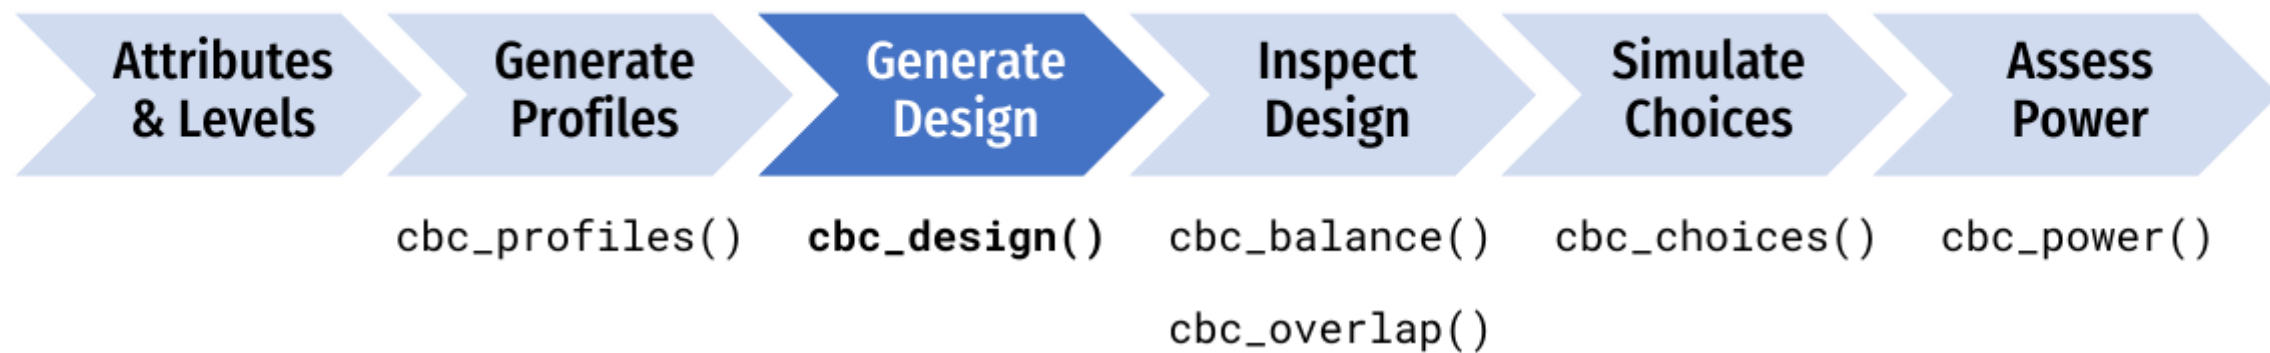 Attributes
& Levels
Generate
Profiles
Generate
Design
Inspect
Design
Simulate
Choices
Assess
Power
cbc_profiles()
cbc_design()
cbc_balance()
cbc_choices()
cbc_power()
cbc_overlap()